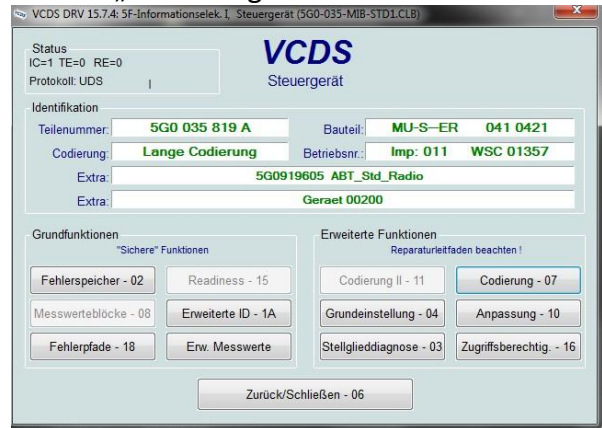 VCDS DRV 15.7.4: 5F-Informationselek. I, Steuergerät (5G0-035-MIB-STD1.CLB)
Status
IC=1 TE=0 RE=0
Protokoll: UDS |
VCDS
Steuergerät
Identifikation
Teilenummer: 5G0 035 819 A
Bauteil: MU-S--ER 041 0421
Codierung: Lange Codierung
Betriebsnr.: Imp: 011 WSC 01357
Extra: 5G0919605 ABT_Std_Radio
Extra: Geraet 00200
Grundfunktionen
"Sichere" Funktionen
Fehlerspeicher - 02
Readiness - 15
Messwerteblöcke - 08
Erweiterte ID - 1A
Fehlerpfade - 18
Erw. Messwerte
Erweiterte Funktionen
Reparaturleitfaden beachten !
Codierung II - 11
Codierung - 07
Grundeinstellung - 04
Anpassung - 10
Stellglieddiagnose - 03
Zugriffsberechtig. - 16
Zurück/Schließen - 06